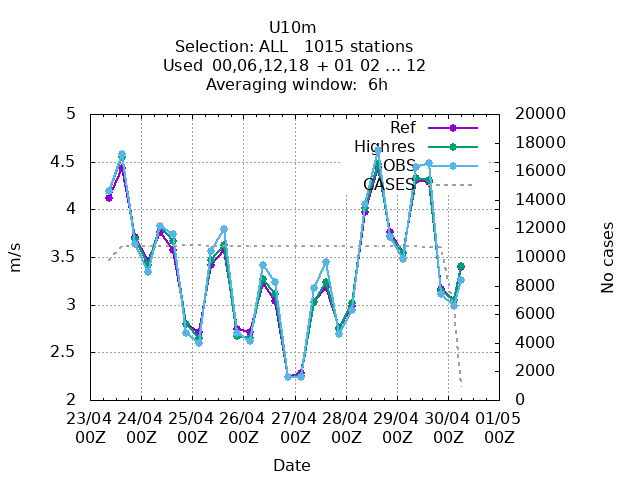 U10m
Selection: ALL   1015 stations
Used  00,06,12,18 + 01 02 ... 12
Averaging window:  6h
5
4.5
4
3.5
3
2.5
2
m/s
20000
18000
16000
14000
12000
10000
8000
6000
4000
2000
0
No cases
Ref
Highres
OBS
CASES
23/04 24/04 25/04 26/04 27/04 28/04 29/04 30/04 01/05
00Z 00Z 00Z 00Z 00Z 00Z 00Z 00Z 00Z
Date